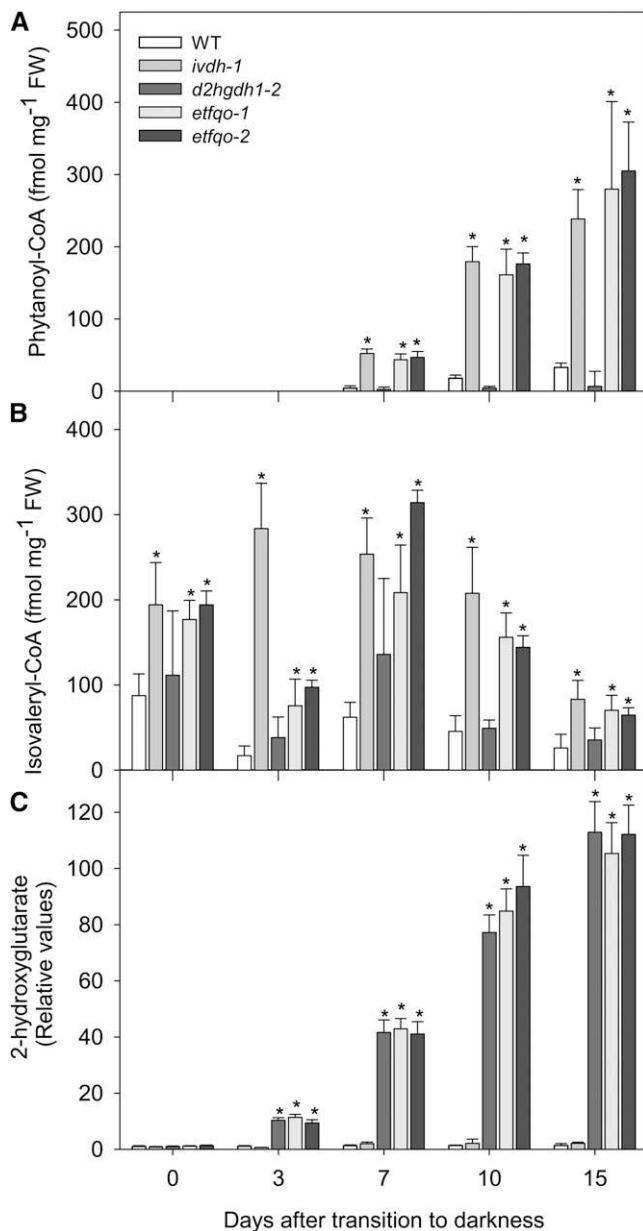 A
Phytanoyl-CoA (fmol mg⁻¹ FW)
500
400
300
200
100
0
WT
ivdh-1
d2hgdh1-2
etfqo-1
etfqo-2
* * *
* * *
* * *
B
Isovaleryl-CoA (fmol mg⁻¹ FW)
400
300
200
100
0
* * *
* * *
* * *
* * *
* * *
C
2-hydroxyglutarate
(Relative values)
120
100
80
60
40
20
0
* * *
* * *
* * *
* * *
0 3 7 10 15
Days after transition to darkness